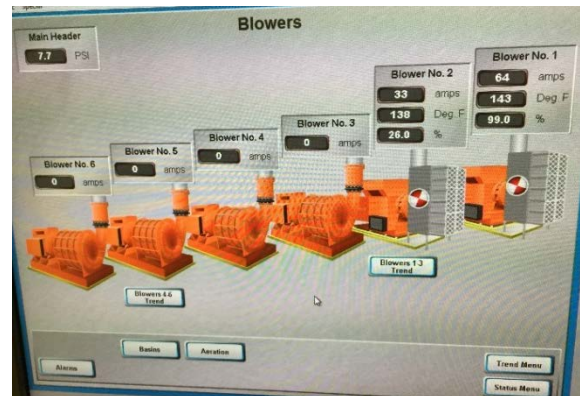 Special
Blowers
Main Header
7.7 PSI
Blower No. 1
64 amps
143 Deg. F
99.0 %
Blower No. 2
33 amps
138 Deg. F
26.0 %
Blower No. 3
0 amps
Blower No. 4
0 amps
Blower No. 5
0 amps
Blower No. 6
0 amps
Blowers 1-3
Trend
Blowers 4-6
Trend
Basins
Aeration
Alarms
Trend Menu
Status Menu